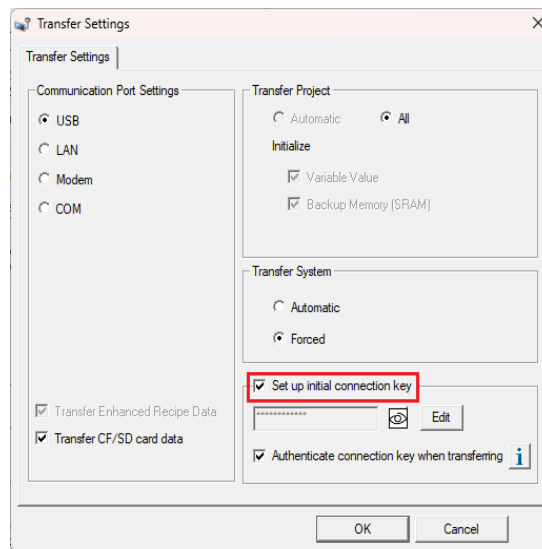 Transfer Settings
Transfer Settings
Communication Port Settings
USB
LAN
Modem
COM
Transfer Enhanced Recipe Data
Transfer CF/SD card data
Transfer Project
Automatic
All
Initialize
Variable Value
Backup Memory (SRAM)
Transfer System
Automatic
Forced
Set up initial connection key
************
Edit
Authenticate connection key when transferring
i
OK
Cancel